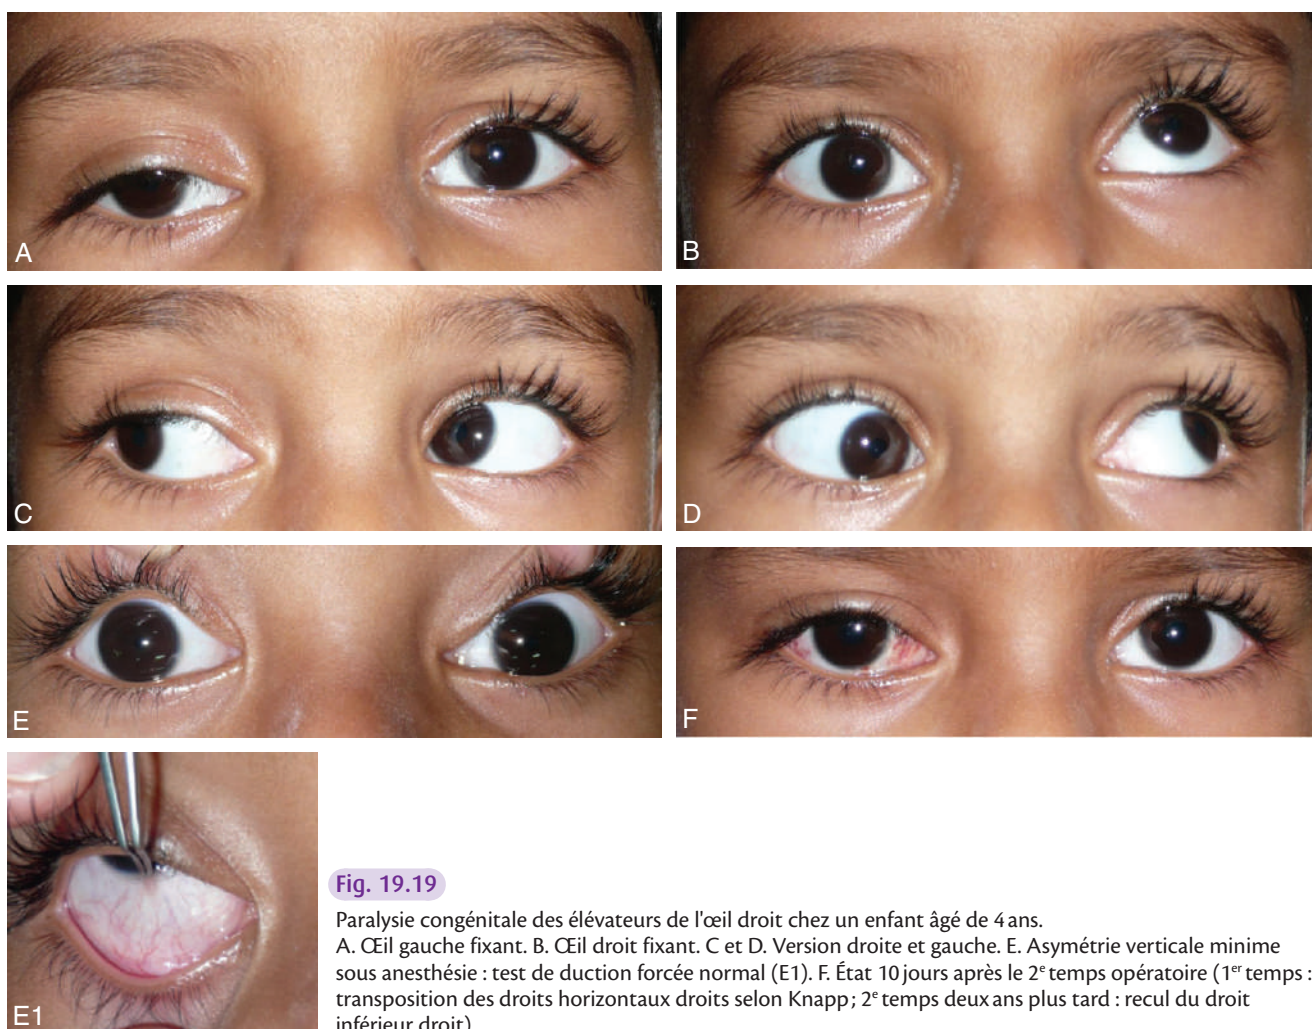 A
B
C
D
E
F
E1
Fig. 19.19
Paralysie congénitale des élévateurs de l'œil droit chez un enfant âgé de 4 ans.
A. Œil gauche fixant. B. Œil droit fixant. C et D. Version droite et gauche. E. Asymétrie verticale minime
sous anesthésie : test de duction forcée normal (E1). F. État 10 jours après le 2e temps opératoire (1er temps :
transposition des droits horizontaux droits selon Knapp ; 2e temps deux ans plus tard : recul du droit
inférieur droit)